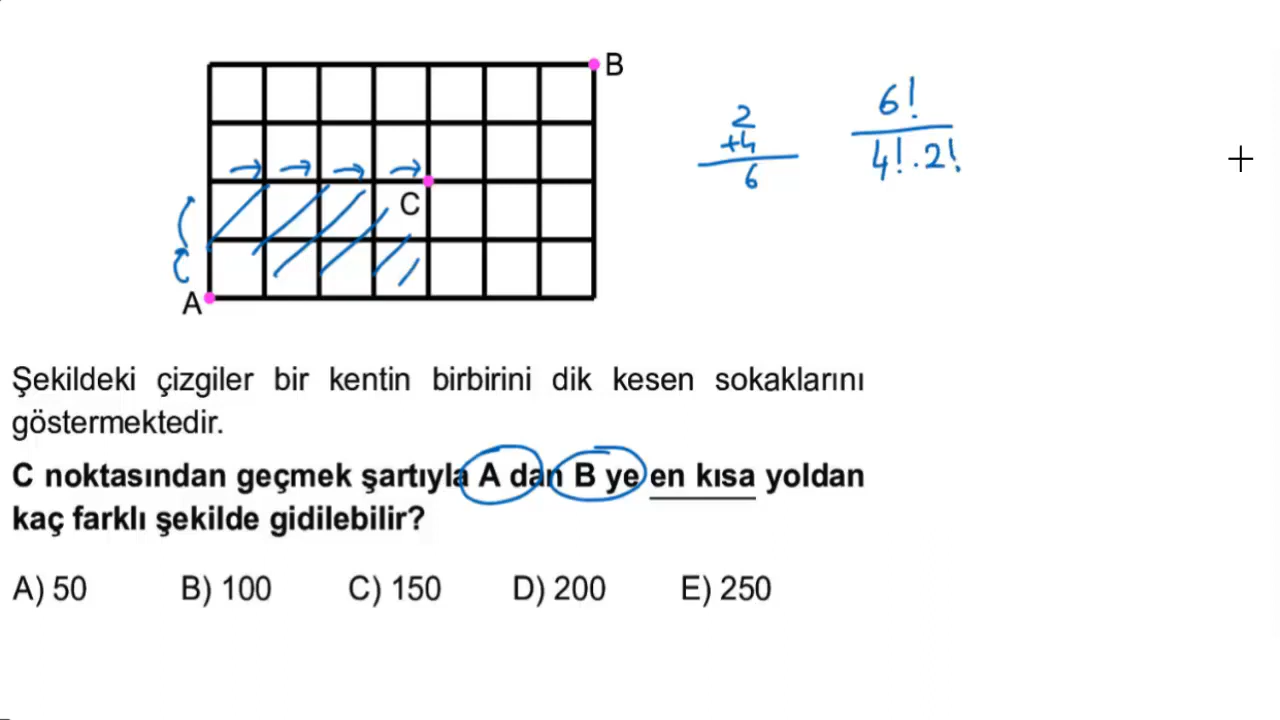 B
2
+4
6
6!
4! . 2!
C
A
Şekildeki çizgiler bir kentin birbirini dik kesen sokaklarını
göstermektedir.
C noktasından geçmek şartıyla A dan B ye en kısa yoldan
kaç farklı şekilde gidilebilir?
A) 50 B) 100 C) 150 D) 200 E) 250